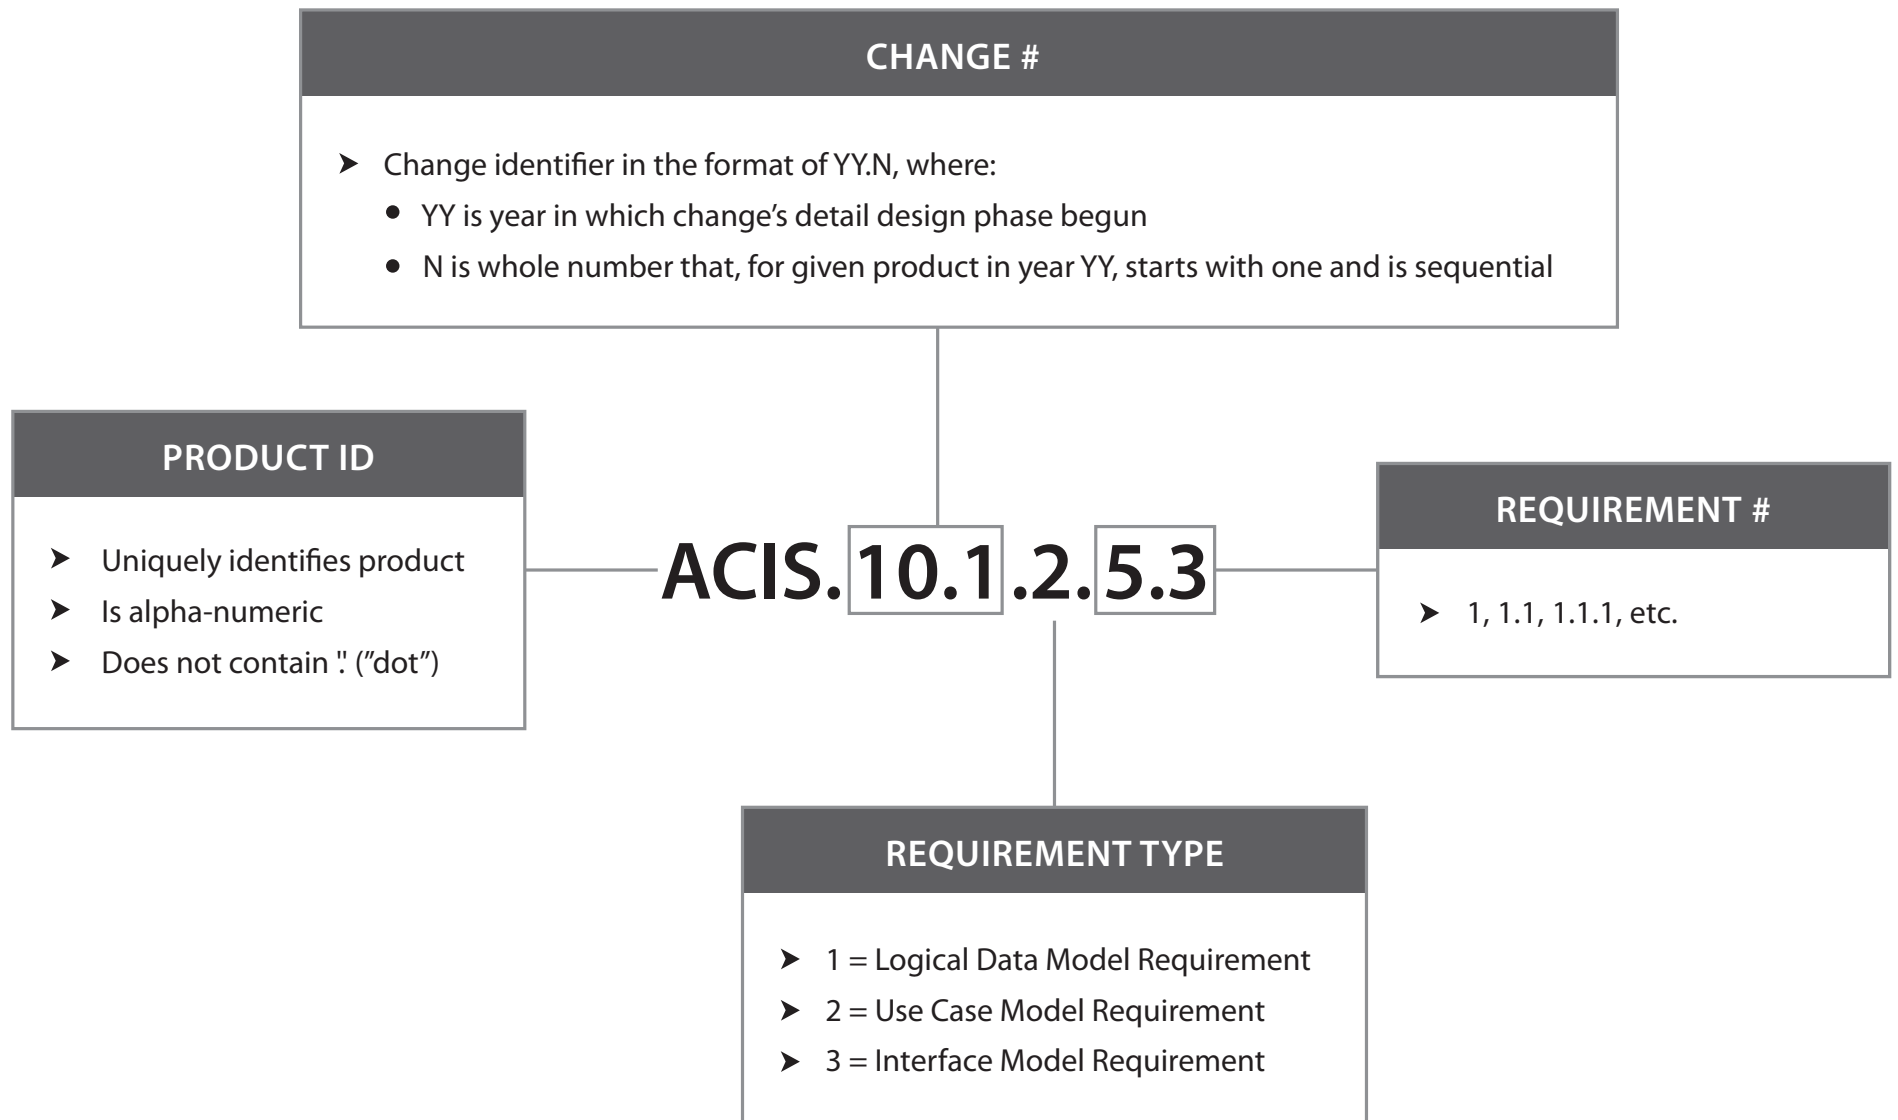 CHANGE #
➤ Change identifier in the format of YY.N, where:
• YY is year in which change’s detail design phase begun
• N is whole number that, for given product in year YY, starts with one and is sequential
PRODUCT ID
➤ Uniquely identifies product
➤ Is alpha-numeric
➤ Does not contain "." ("dot")
ACIS.10.1.2.5.3
REQUIREMENT #
➤ 1, 1.1, 1.1.1, etc.
REQUIREMENT TYPE
➤ 1 = Logical Data Model Requirement
➤ 2 = Use Case Model Requirement
➤ 3 = Interface Model Requirement